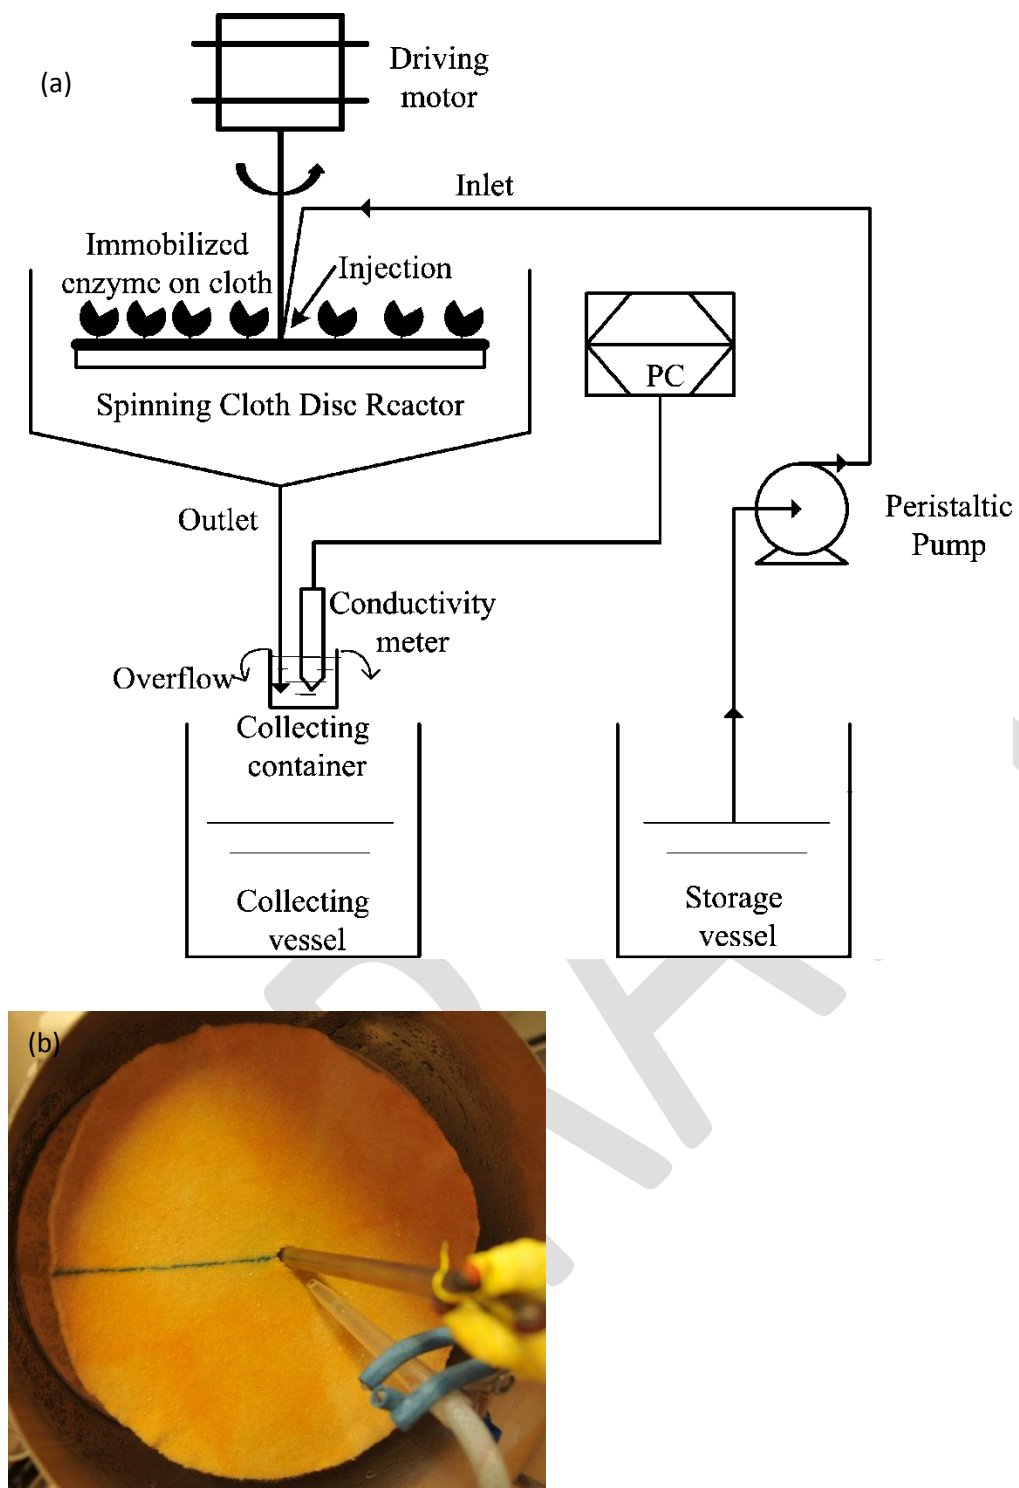 (a)
Driving
motor
Inlet
Immobilized
enzyme on cloth
Injection
PC
Spinning Cloth Disc Reactor
Outlet
Peristaltic
Pump
Conductivity
meter
Overflow
Collecting
container
Collecting
vessel
Storage
vessel
(b)